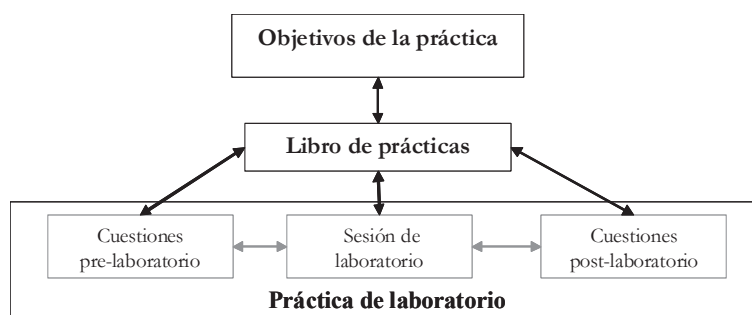 Objetivos de la práctica
Libro de prácticas
Cuestiones
pre-laboratorio
Sesión de
laboratorio
Cuestiones
post-laboratorio
Práctica de laboratorio